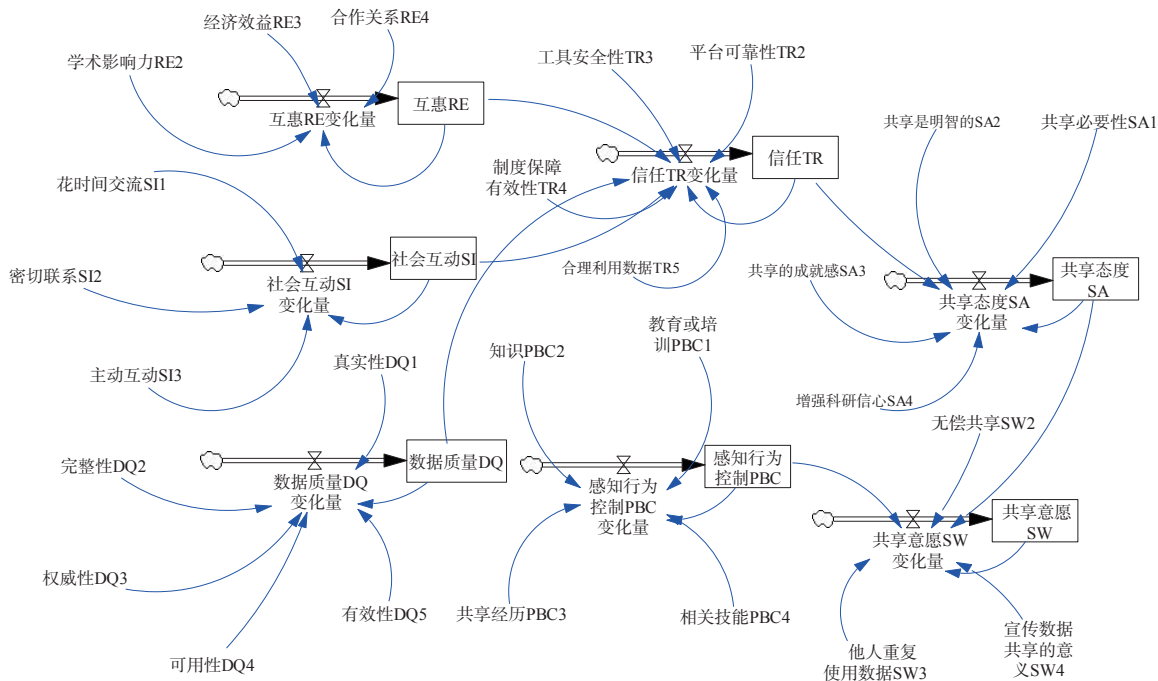 经济效益RE3
合作关系RE4
学术影响力RE2
互惠RE
互惠RE变化量
工具安全性TR3
平台可靠性TR2
信任TR
信任TR变化量
制度保障
有效性TR4
合理利用数据TR5
共享是明智的SA2
共享必要性SA1
花时间交流SI1
社会互动SI
社会互动SI
变化量
密切联系SI2
主动互动SI3
共享的成就感SA3
共享态度
SA
共享态度SA
变化量
增强科研信心SA4
真实性DQ1
完整性DQ2
数据质量DQ
数据质量DQ
变化量
权威性DQ3
有效性DQ5
可用性DQ4
知识PBC2
教育或培
训PBC1
感知行为
控制PBC
感知行为
控制PBC
变化量
共享经历PBC3
相关技能PBC4
无偿共享SW2
共享意愿
SW
共享意愿SW
变化量
他人重复
使用数据SW3
宣传数据
共享的意
义SW4